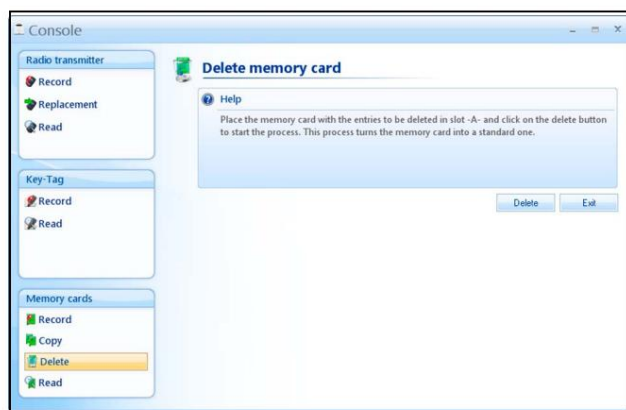 Console
Radio transmitter
Record
Replacement
Read
Key-Tag
Record
Read
Memory cards
Record
Copy
Delete
Read
Delete memory card
Help
Place the memory card with the entries to be deleted in slot -A- and click on the delete button
to start the process. This process turns the memory card into a standard one.
Delete
Exit